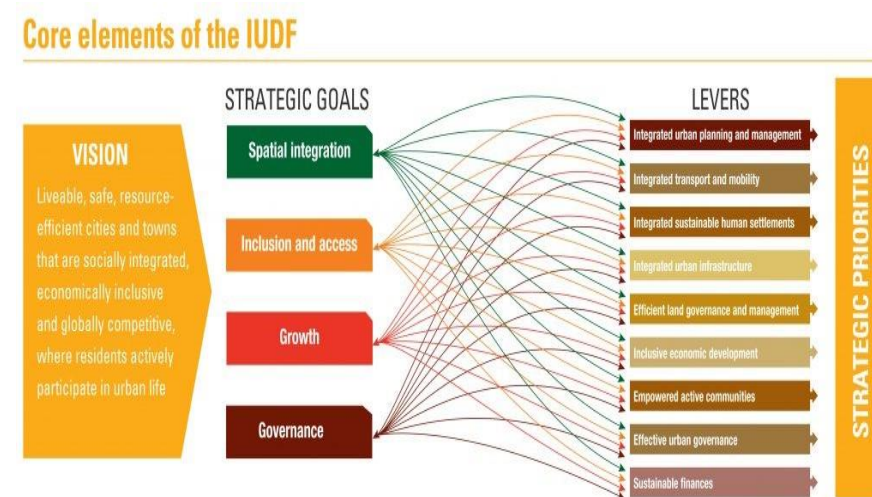 Core elements of the IUDF
VISION
Liveable, safe, resource-
efficient cities and towns
that are socially integrated,
economically inclusive
and globally competitive,
where residents actively
participate in urban life
STRATEGIC GOALS
Spatial integration
Inclusion and access
Growth
Governance
LEVERS
Integrated urban planning and management
Integrated transport and mobility
Integrated sustainable human settlements
Integrated urban infrastructure
Efficient land governance and management
Inclusive economic development
Empowered active communities
Effective urban governance
Sustainable finances
STRATEGIC PRIORITIES